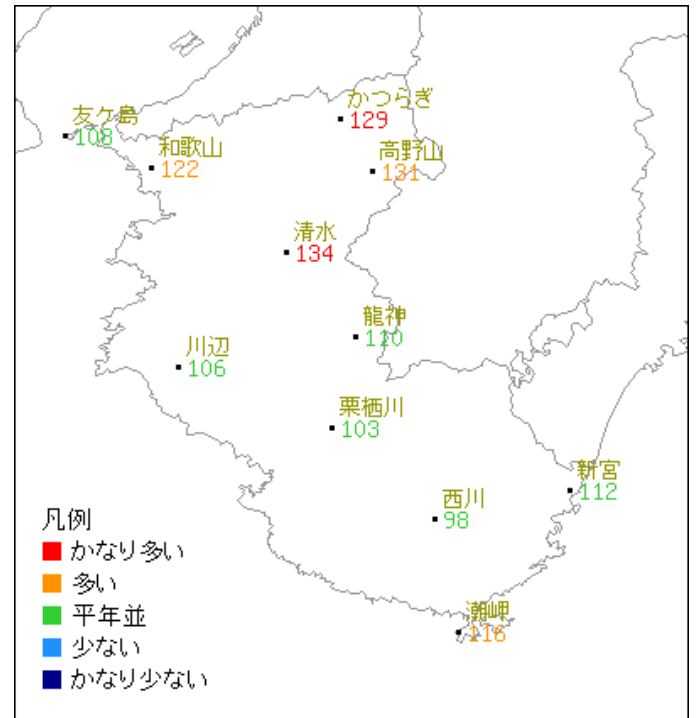 かつらぎ
129
友ケ島
108
和歌山
122
高野山
131
清水
134
龍神
110
川辺
106
栗栖川
103
新宮
112
西川
98
潮岬
116
凡例
かなり多い
多い
平年並
少ない
かなり少ない